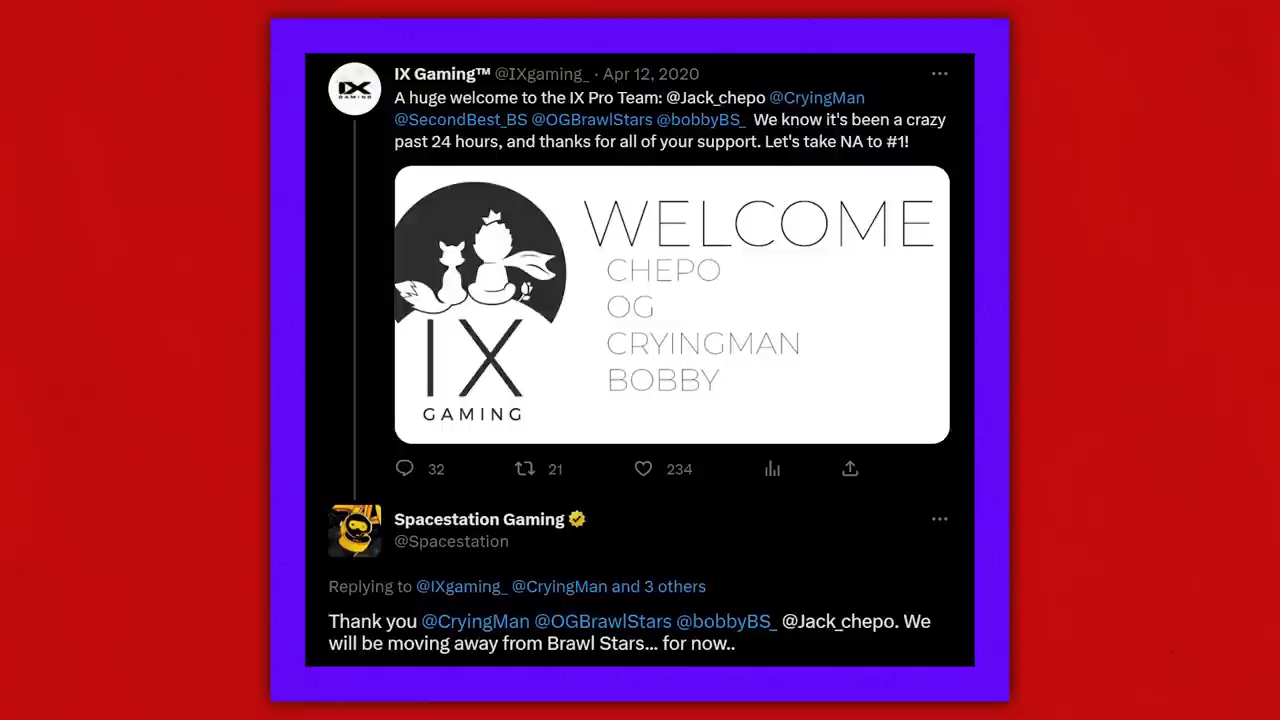 IX Gaming™ @IXgaming_ · Apr 12, 2020
A huge welcome to the IX Pro Team: @Jack_chepo @CryingMan
@SecondBest_BS @OGBrawlStars @bobbyBS_ We know it's been a crazy
past 24 hours, and thanks for all of your support. Let's take NA to #1!
IX
GAMING
WELCOME
CHEPO
OG
CRYINGMAN
BOBBY
IX
GAMING
32 21 234
Spacestation Gaming
@Spacestation
Replying to @IXgaming_ @CryingMan and 3 others
Thank you @CryingMan @OGBrawlStars @bobbyBS_ @Jack_chepo. We
will be moving away from Brawl Stars... for now..